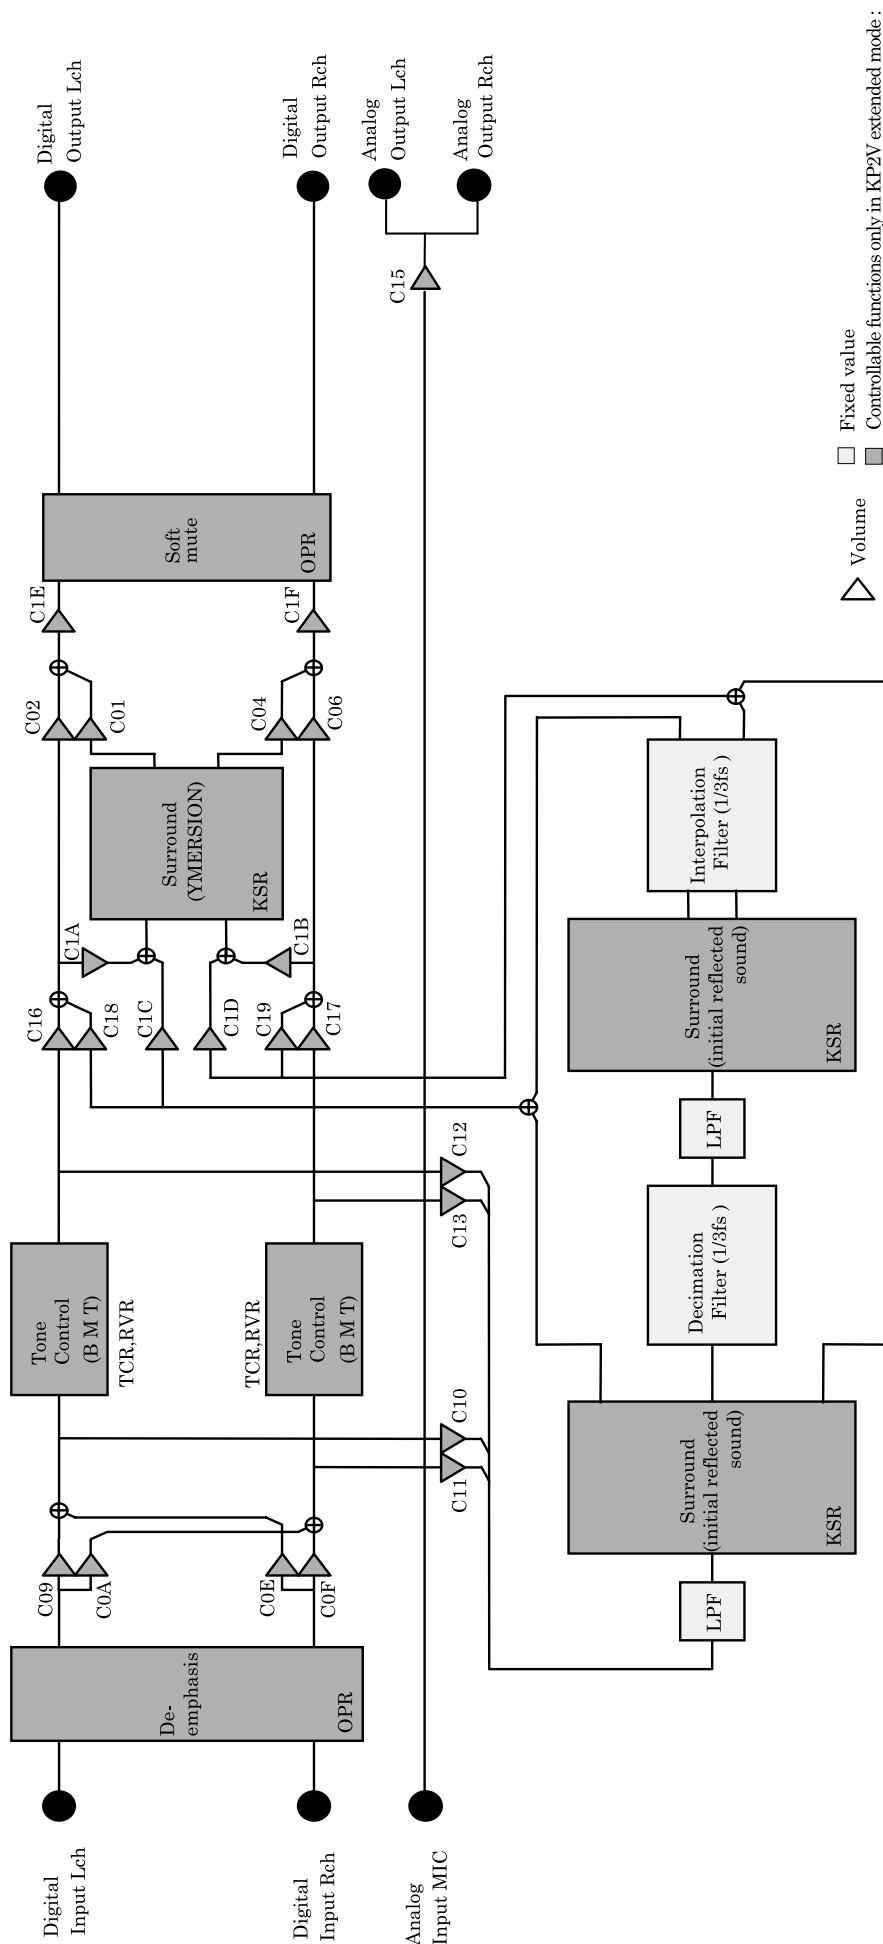 Digital
Input Lch
Digital
Input Rch
Analog
Input MIC
De-
emphasis
OPR
C09
C0A
C0E
C0F
C10
C11
Tone
Control
(B M T)
TCR,RVR
TCR,RVR
Tone
Control
(B M T)
C12
C13
C16
C18
C1C
C1D
C19
C17
C1A
C1B
Surround
(YMERSION)
KSR
C02
C01
C04
C06
C1E
C1F
Soft
mute
OPR
C15
Digital
Output Lch
Digital
Output Rch
Analog
Output Lch
Analog
Output Rch
LPF
Surround
(initial reflected
sound)
KSR
Decimation
Filter (1/3fs )
LPF
Surround
(initial reflected
sound)
KSR
Interpolation
Filter (1/3fs )
Volume
Fixed value
Controllable functions only in KP2V extended mode :